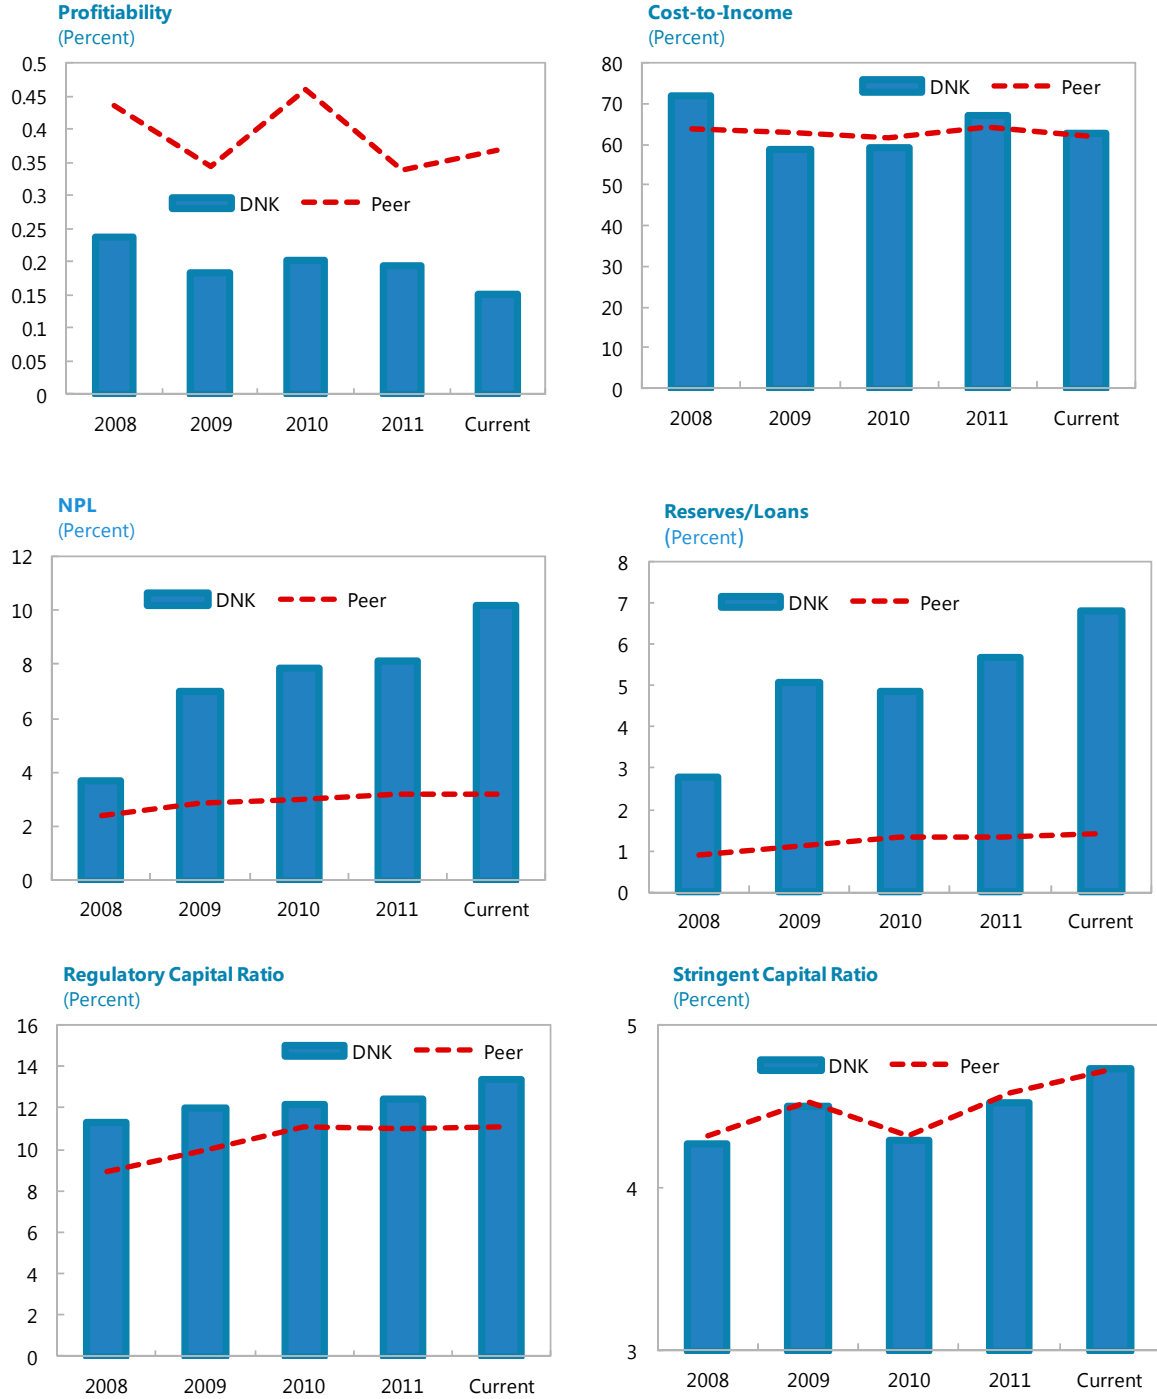 Profitiability
(Percent)
0.5
0.45
0.4
0.35
0.3
0.25
0.2
0.15
0.1
0.05
0
DNK Peer
2008 2009 2010 2011 Current
Cost-to-Income
(Percent)
80
70
60
50
40
30
20
10
0
DNK Peer
2008 2009 2010 2011 Current
NPL
(Percent)
12
10
8
6
4
2
0
DNK Peer
2008 2009 2010 2011 Current
Reserves/Loans
(Percent)
8
7
6
5
4
3
2
1
0
DNK Peer
2008 2009 2010 2011 Current
Regulatory Capital Ratio
(Percent)
16
14
12
10
8
6
4
2
0
DNK Peer
2008 2009 2010 2011 Current
Stringent Capital Ratio
(Percent)
5
4
3
DNK Peer
2008 2009 2010 2011 Current